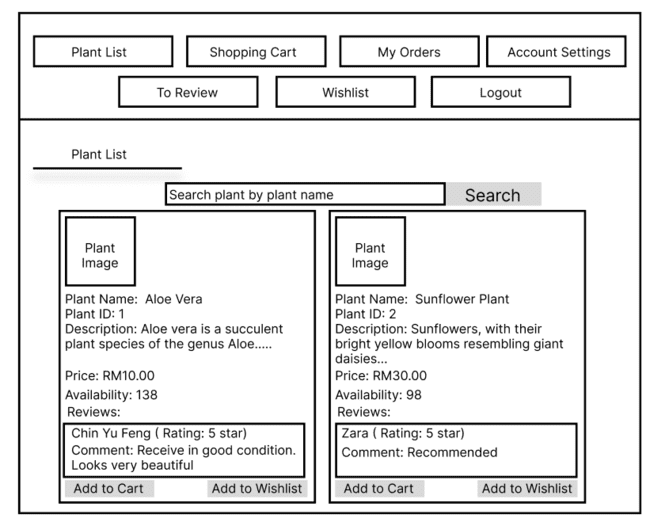 Plant List
Shopping Cart
My Orders
Account Settings
To Review
Wishlist
Logout
Plant List
Search plant by plant name
Search
Plant
Image
Plant Name:  Aloe Vera
Plant ID: 1
Description: Aloe vera is a succulent
plant species of the genus Aloe.....
Price: RM10.00
Availability: 138
Reviews:
Chin Yu Feng ( Rating: 5 star)
Comment: Receive in good condition.
Looks very beautiful
Add to Cart
Add to Wishlist
Plant
Image
Plant Name:  Sunflower Plant
Plant ID: 2
Description: Sunflowers, with their
bright yellow blooms resembling giant
daisies...
Price: RM30.00
Availability: 98
Reviews:
Zara ( Rating: 5 star)
Comment: Recommended
Add to Cart
Add to Wishlist